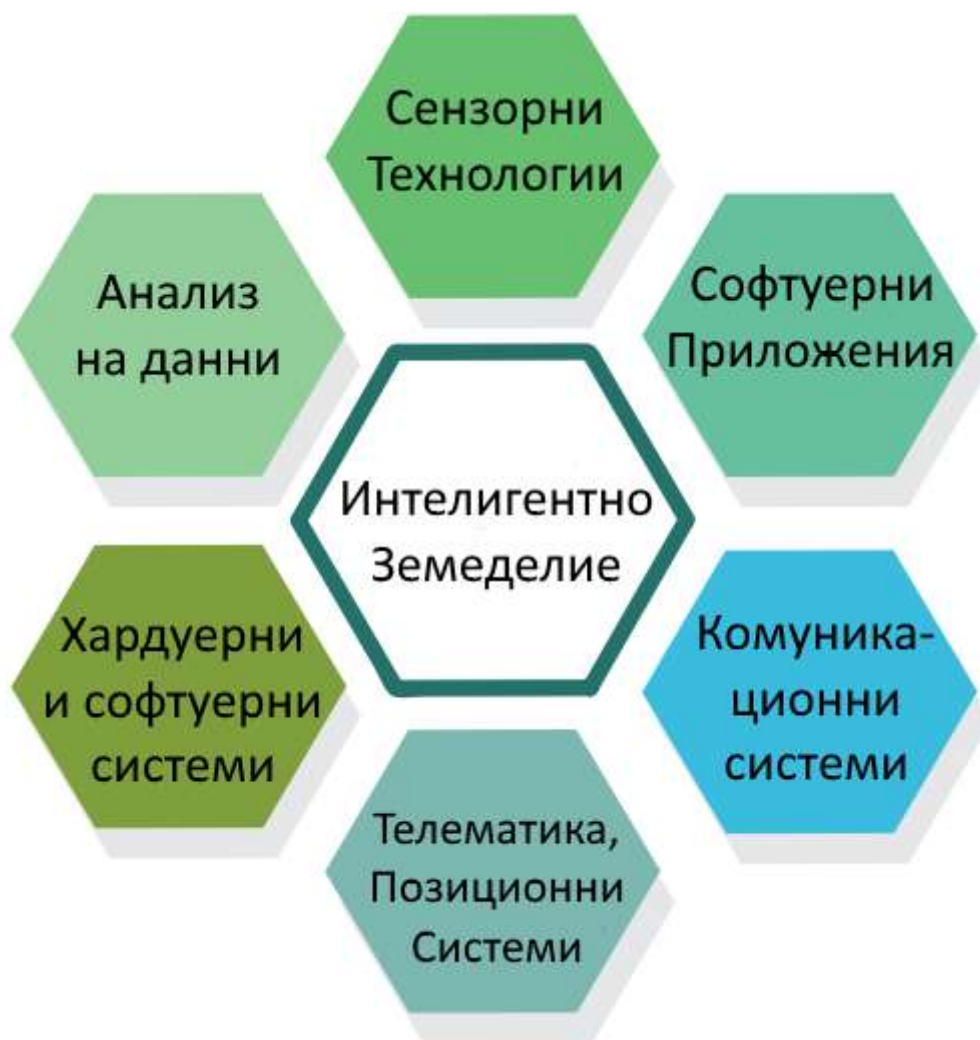 Сензорни
Технологии
Анализ
на данни
Софтуерни
Приложения
Интелигентно
Земеделие
Хардуерни
и софтуерни
системи
Комуника-
ционни
системи
Телематика,
Позиционни
Системи